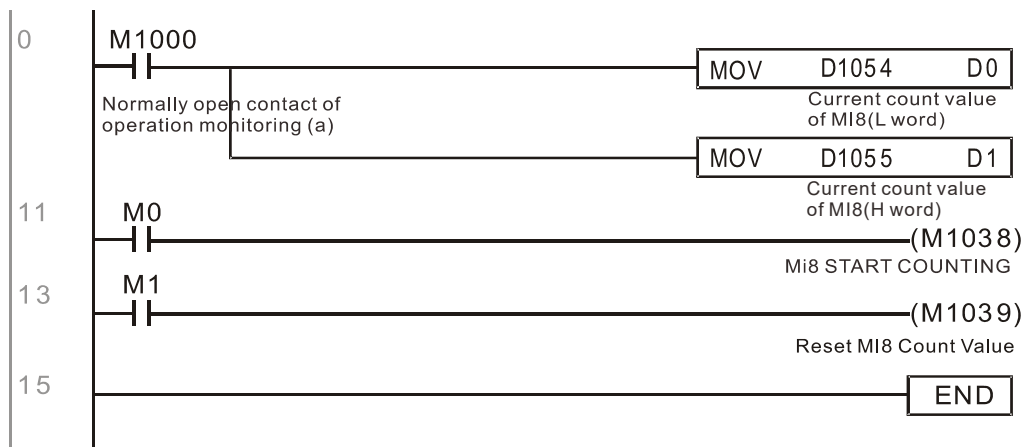 0
M1000
MOV D1054 D0
Normally open contact of
operation monitoring (a)
Current count value
of MI8(L word)
MOV D1055 D1
Current count value
of MI8(H word)
11
M0
(M1038)
Mi8 START COUNTING
13
M1
(M1039)
Reset MI8 Count Value
15
END